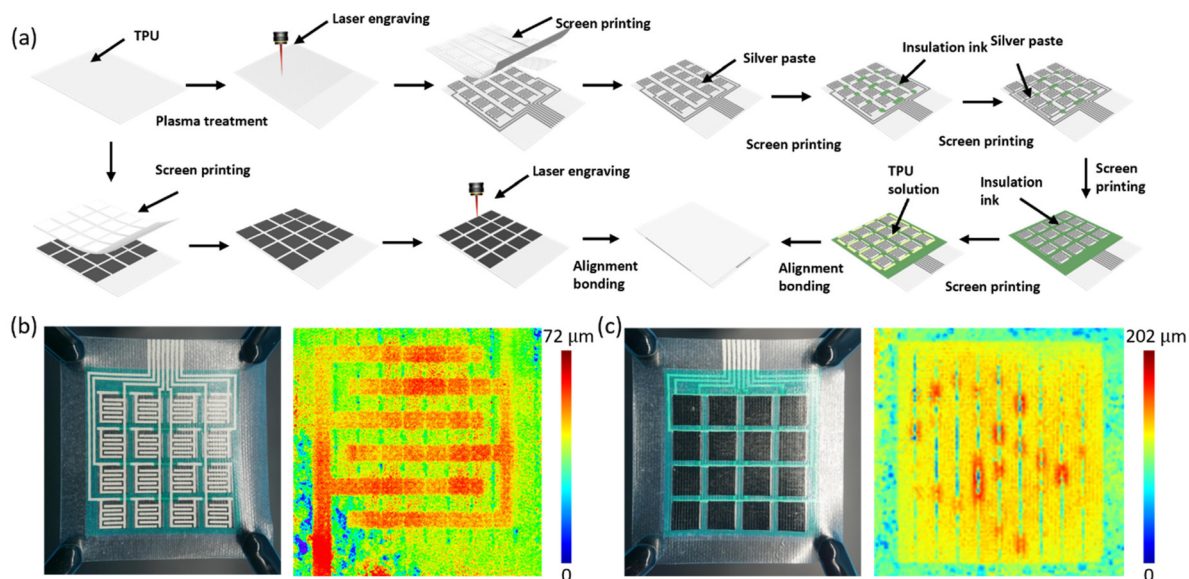 (a)
TPU
Laser engraving
Screen printing
Silver paste
Insulation ink
Silver paste
Plasma treatment
Screen printing
Screen printing
Screen printing
Screen
printing
Laser engraving
TPU
solution
Insulation
ink
Alignment
bonding
Alignment
bonding
Screen printing
(b)
72 μm
0
(c)
202 μm
0